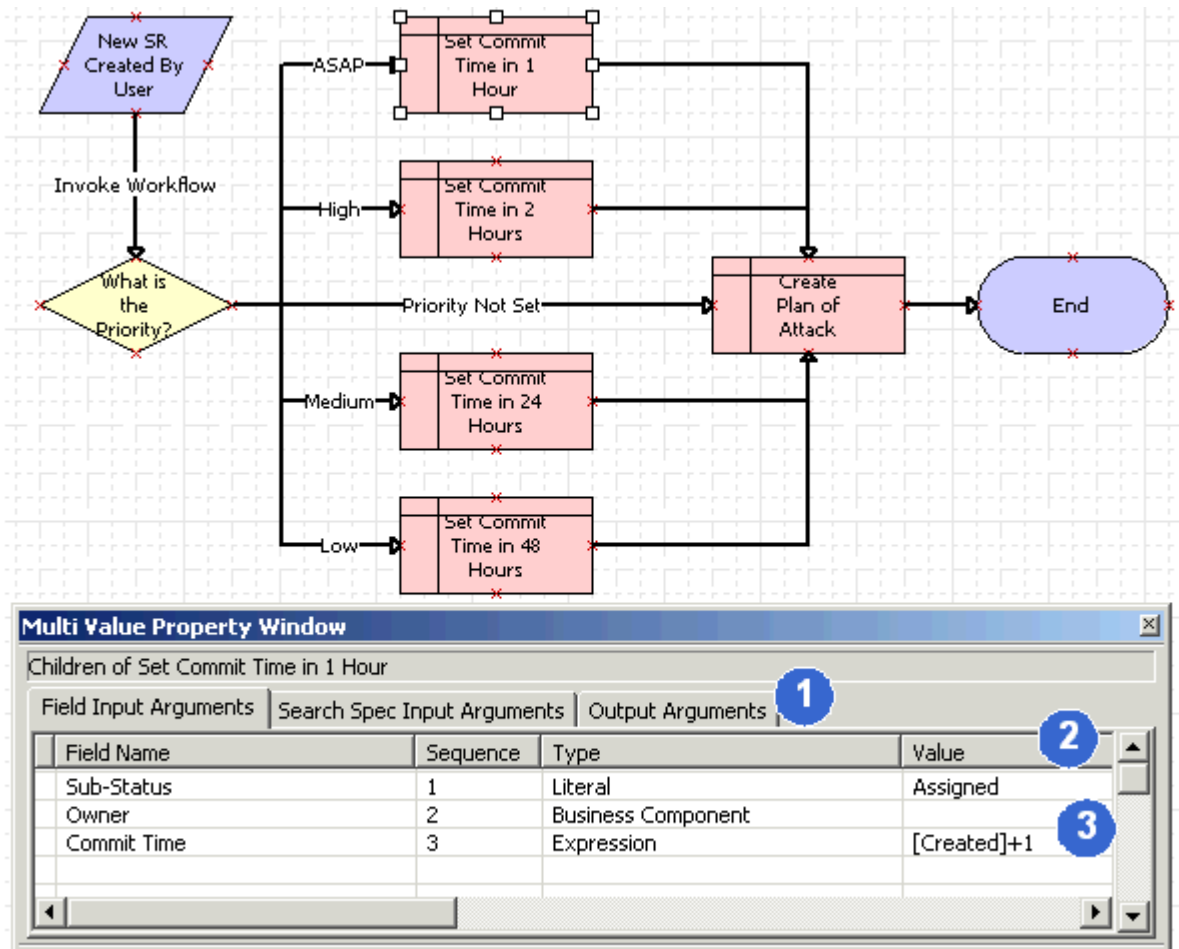 New SR
Created By
User
Invoke Workflow
What is
the
Priority?
ASAP
Set Commit
Time in 1
Hour
High
Set Commit
Time in 2
Hours
Priority Not Set
Create
Plan of
Attack
End
Medium
Set Commit
Time in 24
Hours
Low
Set Commit
Time in 48
Hours
Multi Value Property Window
Children of Set Commit Time in 1 Hour
Field Input Arguments Search Spec Input Arguments Output Arguments 1
Field Name Sequence Type Value 2
Sub-Status 1 Literal Assigned
Owner 2 Business Component 3
Commit Time 3 Expression [Created]+1